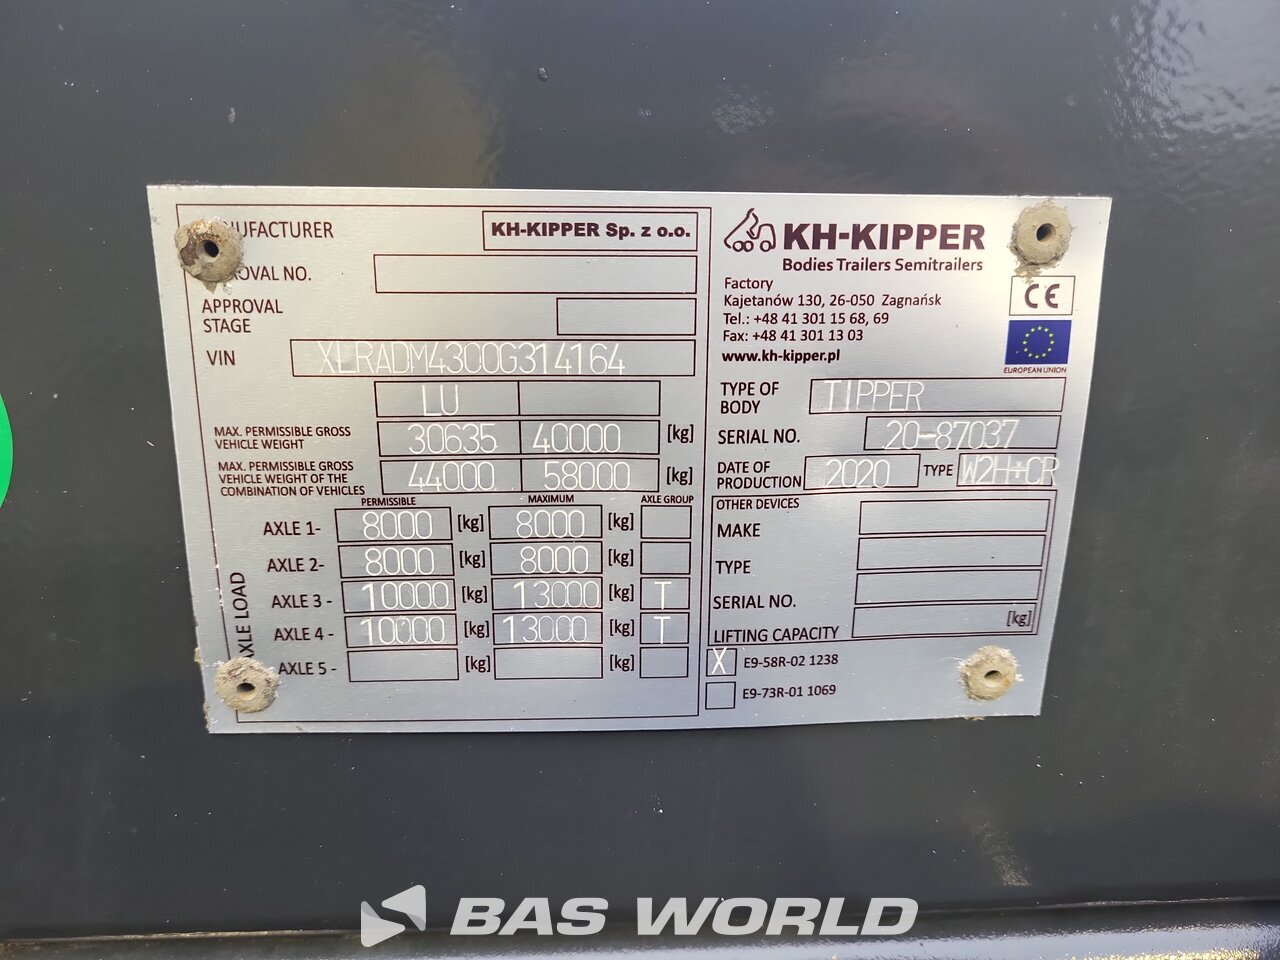 MANUFACTURER KH-KIPPER Sp. z o.o.
APPROVAL NO.
APPROVAL
STAGE
VIN XLRADM43C0G314164
LU
MAX. PERMISSIBLE GROSS
VEHICLE WEIGHT 30635 40000 [kg]
MAX. PERMISSIBLE GROSS
VEHICLE WEIGHT OF THE
COMBINATION OF VEHICLES 44000 58000 [kg]
PERMISSIBLE MAXIMUM AXLE GROUP
AXLE LOAD
AXLE 1- 8000 [kg] 8000 [kg]
AXLE 2- 8000 [kg] 8000 [kg]
AXLE 3 - 10000 [kg] 13000 [kg] T
AXLE 4 - 10000 [kg] 13000 [kg] T
AXLE 5 - [kg] [kg]
KH-KIPPER
Bodies Trailers Semitrailers
Factory
Kajetanów 130, 26-050 Zagnańsk
Tel.: +48 41 301 15 68, 69
Fax: +48 41 301 13 03
www.kh-kipper.pl
CE
EUROPEAN UNION
TYPE OF
BODY TIPPER
SERIAL NO. 20-87037
DATE OF
PRODUCTION 2020 TYPE W2H+CR
OTHER DEVICES
MAKE
TYPE
SERIAL NO.
LIFTING CAPACITY [kg]
X E9-58R-02 1238
E9-73R-01 1069
BAS WORLD